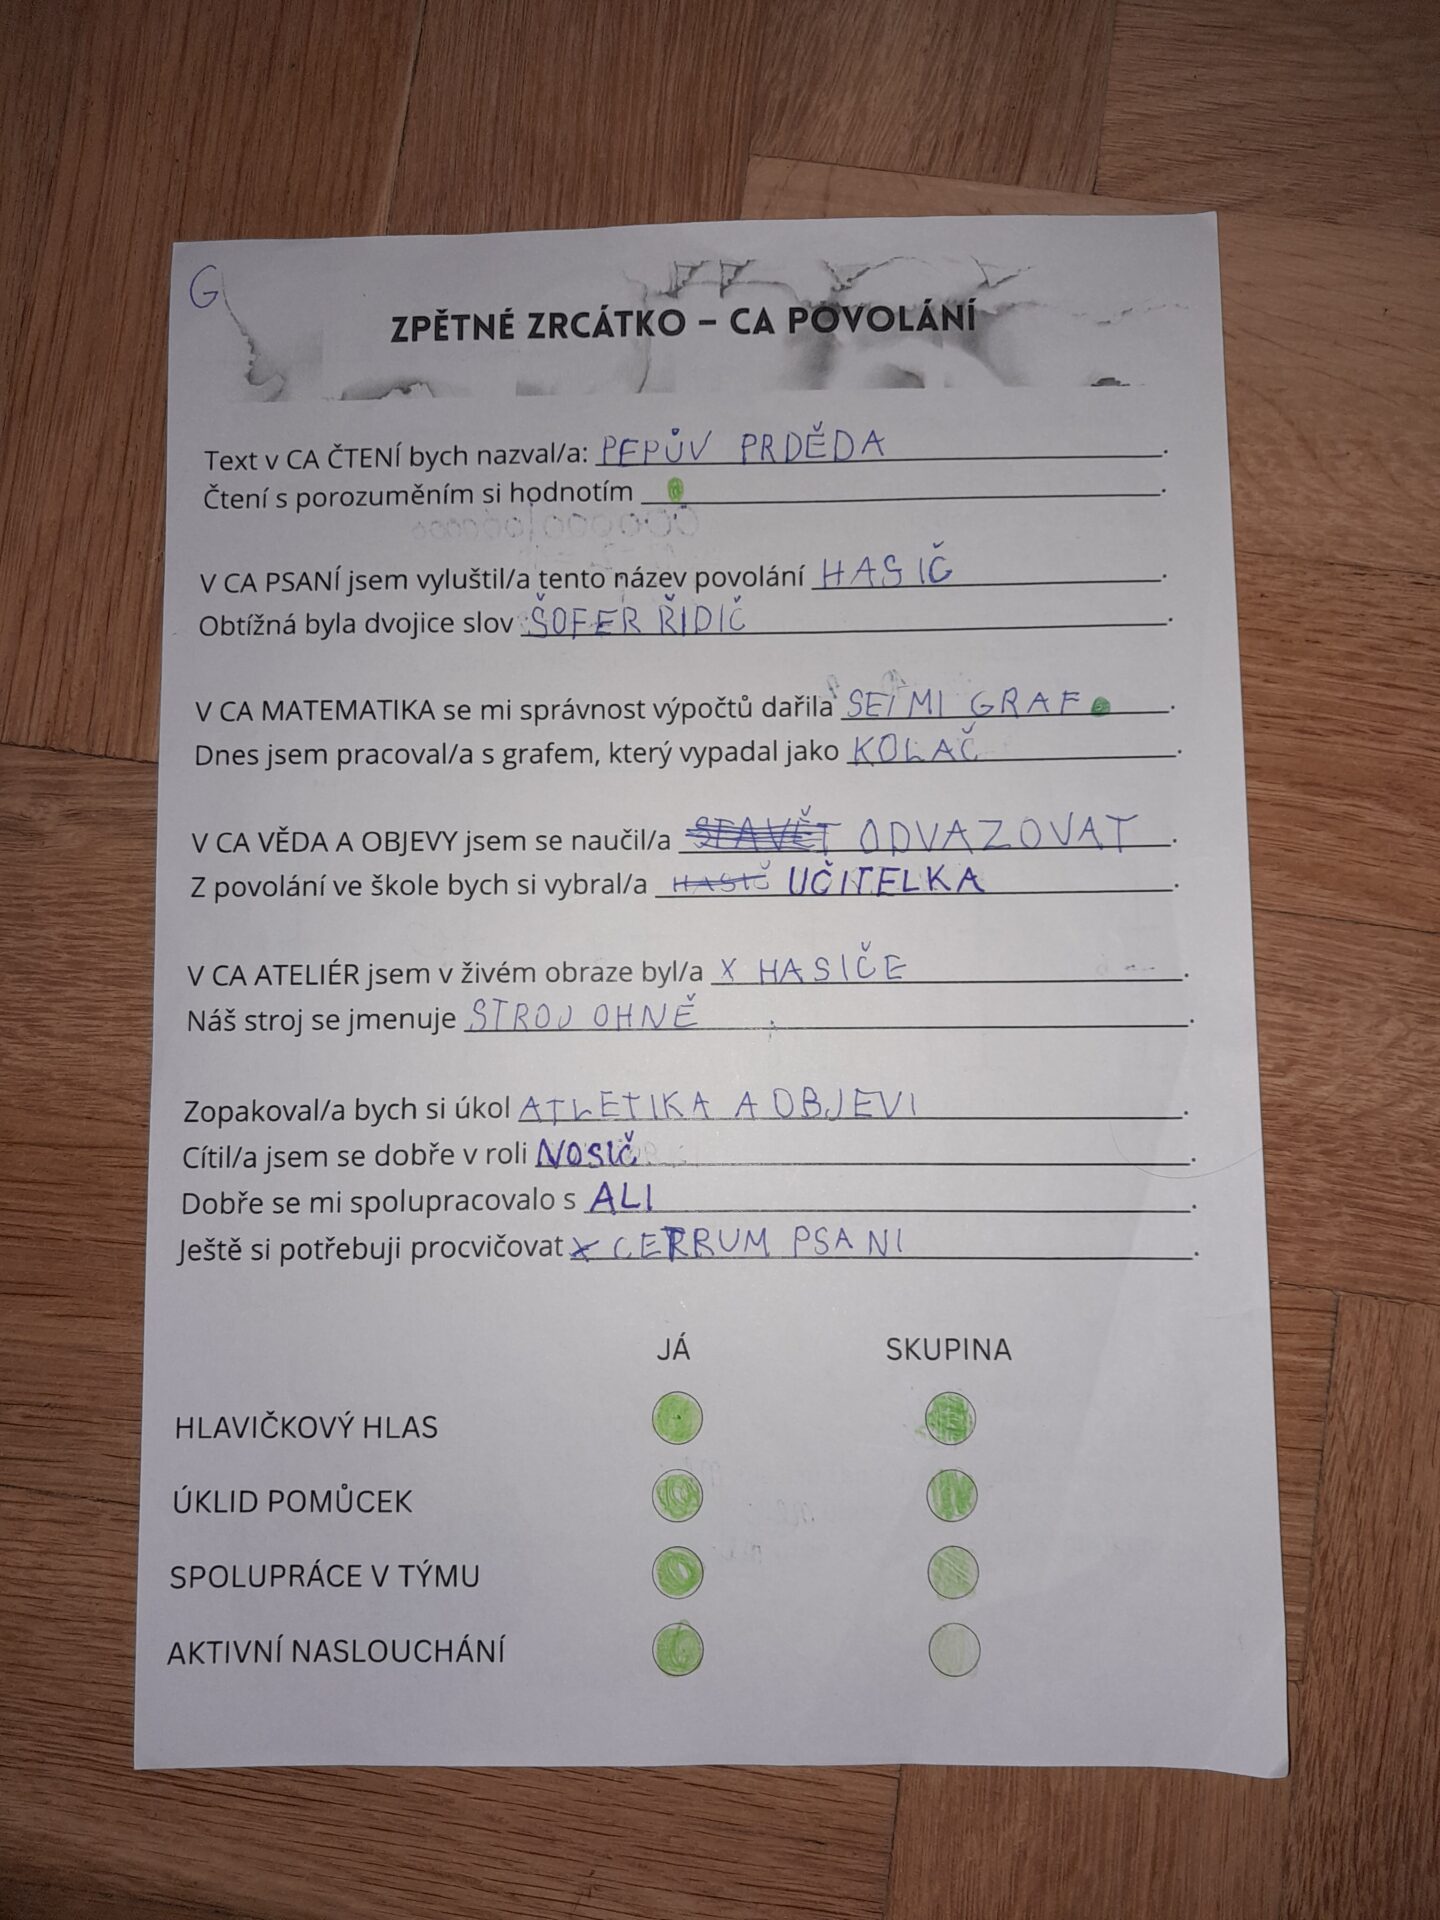 G
ZPĚTNÉ ZRCÁTKO – CA POVOLÁNÍ
Text v CA ČTENÍ bych nazval/a: PEPŮV PRDĚDA.
Čtení s porozuměním si hodnotím .
V CA PSANÍ jsem vyluštil/a tento název povolání HASIČ.
Obtížná byla dvojice slov ŠOFER ŘIDIČ.
V CA MATEMATIKA se mi správnost výpočtů dařila SEI MI GRAF.
Dnes jsem pracoval/a s grafem, který vypadal jako KOLAČ.
V CA VĚDA A OBJEVY jsem se naučil/a STAVĚT ODVAZOVAT.
Z povolání ve škole bych si vybral/a HASIČ UČITELKA.
V CA ATELIÉR jsem v živém obraze byl/a X HASIČE.
Náš stroj se jmenuje STROJ OHNĚ.
Zopakoval/a bych si úkol ATLETIKA A OBJEVI.
Cítil/a jsem se dobře v roli NOSIČ.
Dobře se mi spolupracovalo s ALI.
Ještě si potřebuji procvičovat X CERRUM PSANI.
JÁ SKUPINA
HLAVIČKOVÝ HLAS
ÚKLID POMŮCEK
SPOLUPRÁCE V TÝMU
AKTIVNÍ NASLOUCHÁNÍ